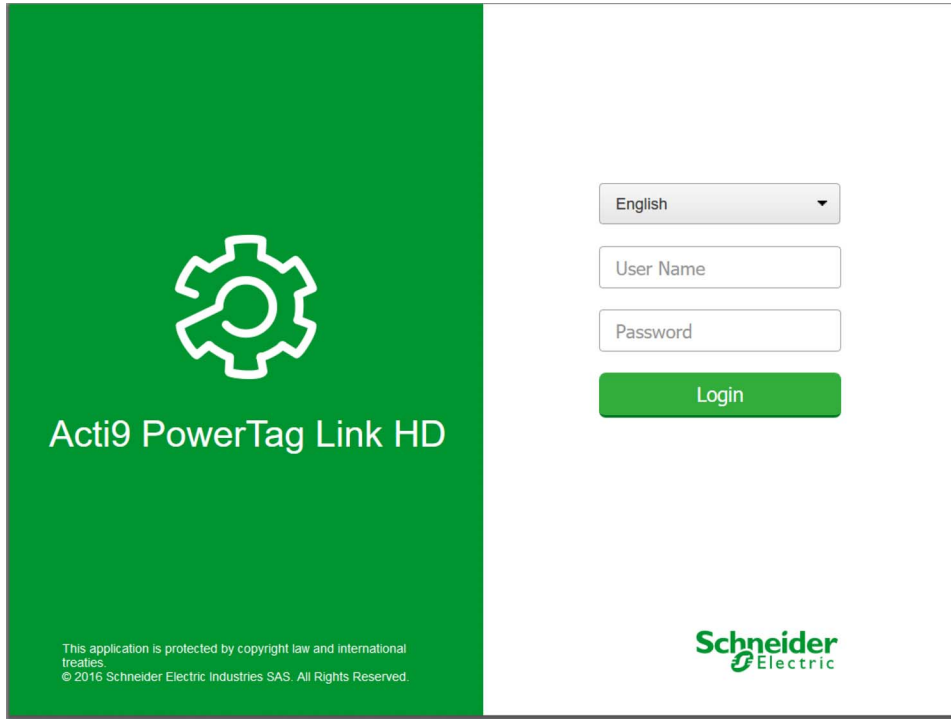 Acti9 PowerTag Link HD
This application is protected by copyright law and international
treaties.
© 2016 Schneider Electric Industries SAS. All Rights Reserved.
English
User Name
Password
Login
Schneider
Electric